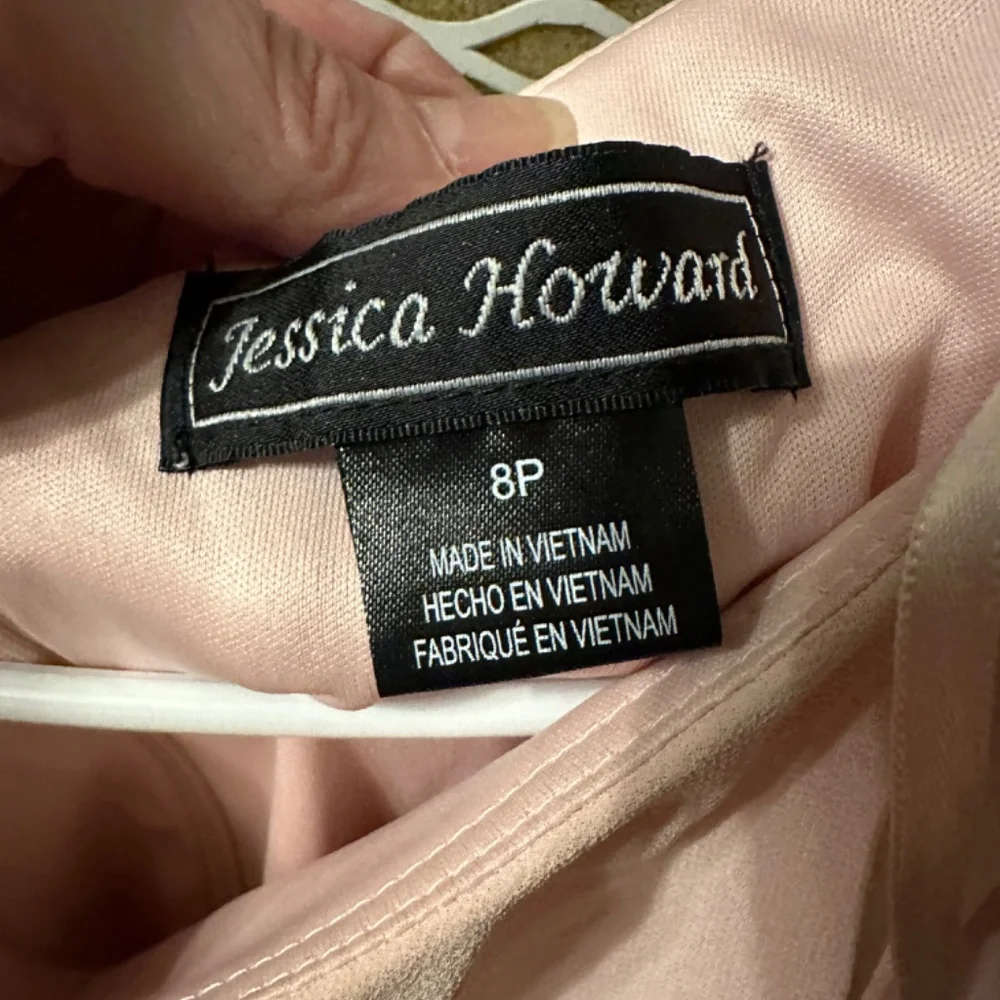 Jessica Howard
8P
MADE IN VIETNAM
HECHO EN VIETNAM
FABRIQUÉ EN VIETNAM